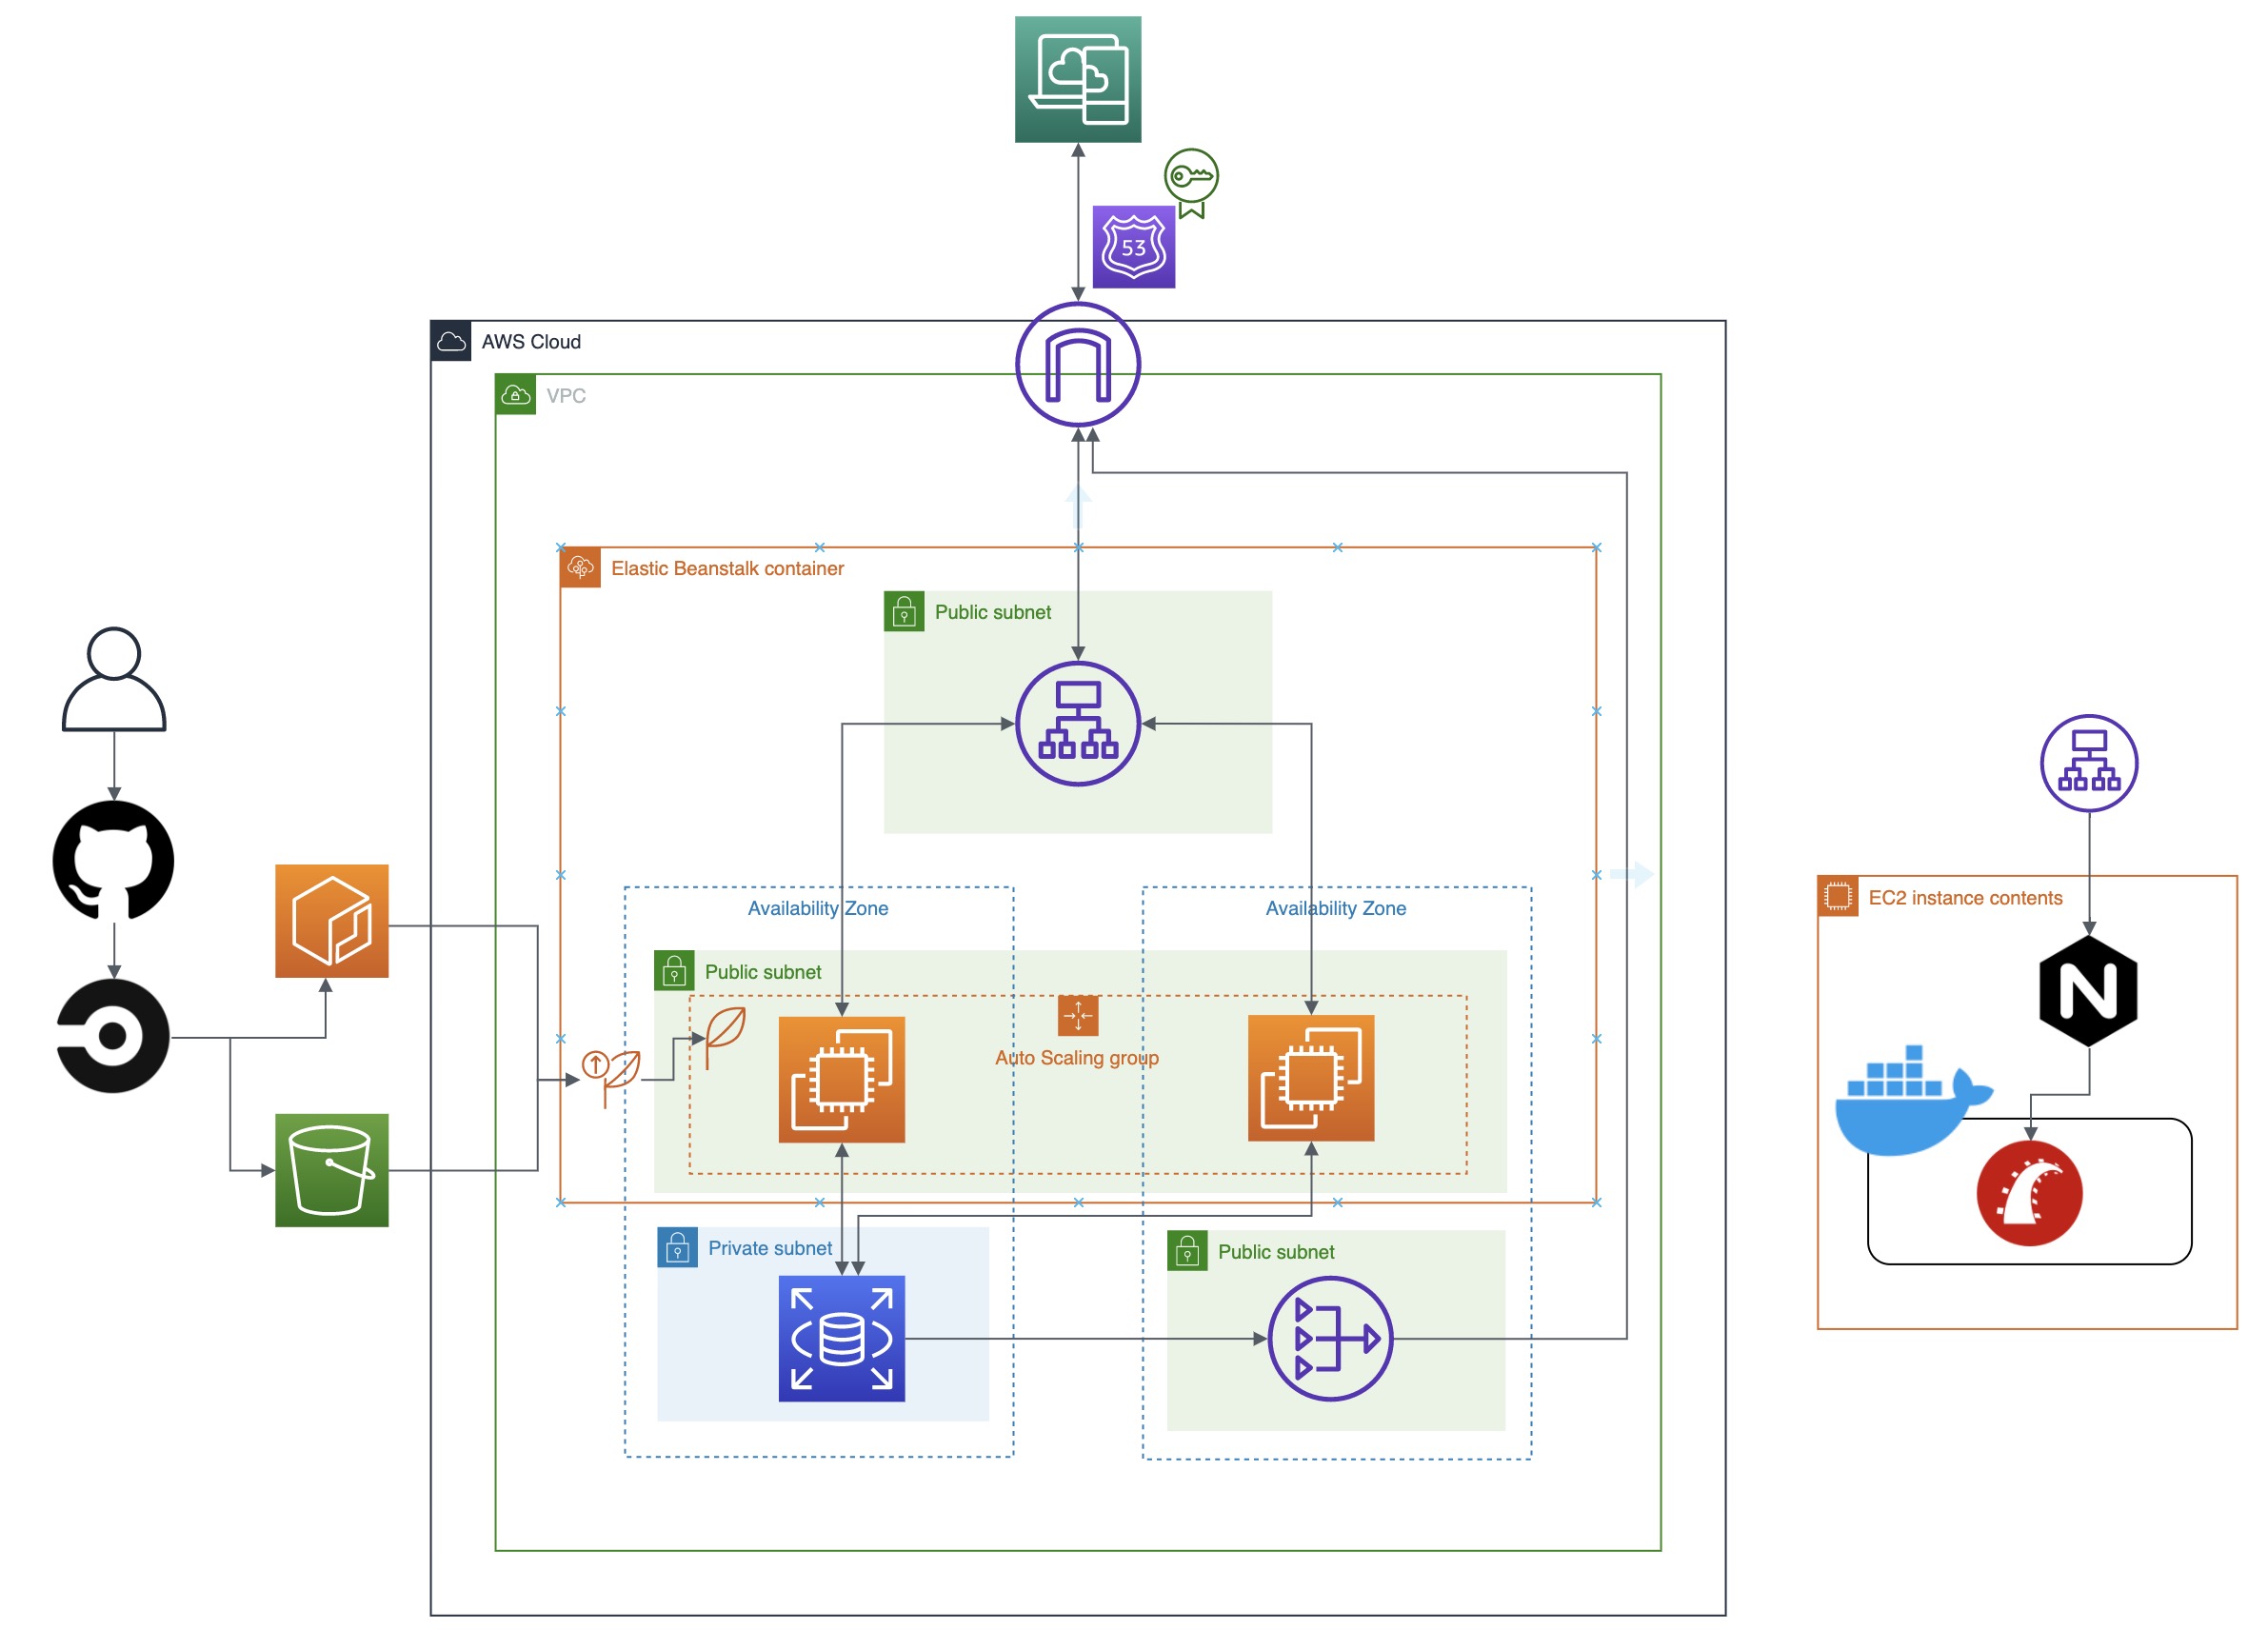 53
AWS Cloud
VPC
Elastic Beanstalk container
Public subnet
Availability Zone
Availability Zone
EC2 instance contents
Public subnet
Auto Scaling group
Private subnet
Public subnet